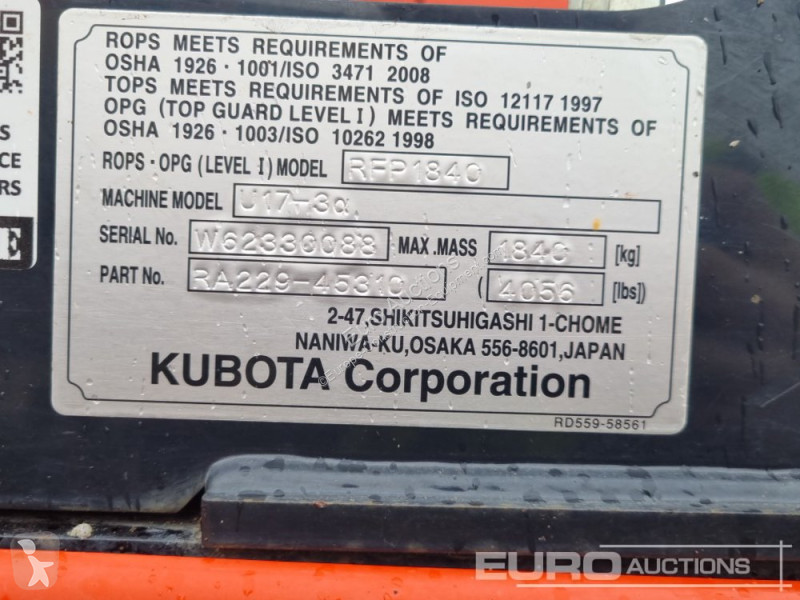 ROPS MEETS REQUIREMENTS OF
OSHA 1926・1001/ISO 3471 2008
TOPS MEETS REQUIREMENTS OF ISO 12117 1997
OPG (TOP GUARD LEVEL I) MEETS REQUIREMENTS OF
OSHA 1926・1003/ISO 10262 1998
ROPS・OPG (LEVEL I) MODEL RFP1840
MACHINE MODEL U17-3α
SERIAL No. W62330088 MAX.MASS 1840 [kg]
PART No. RA229-45310 ( 4056 [lbs])
2-47,SHIKITSUHIGASHI 1-CHOME
NANIWA-KU,OSAKA 556-8601,JAPAN
KUBOTA Corporation
RD559-58561
EURO AUCTIONS